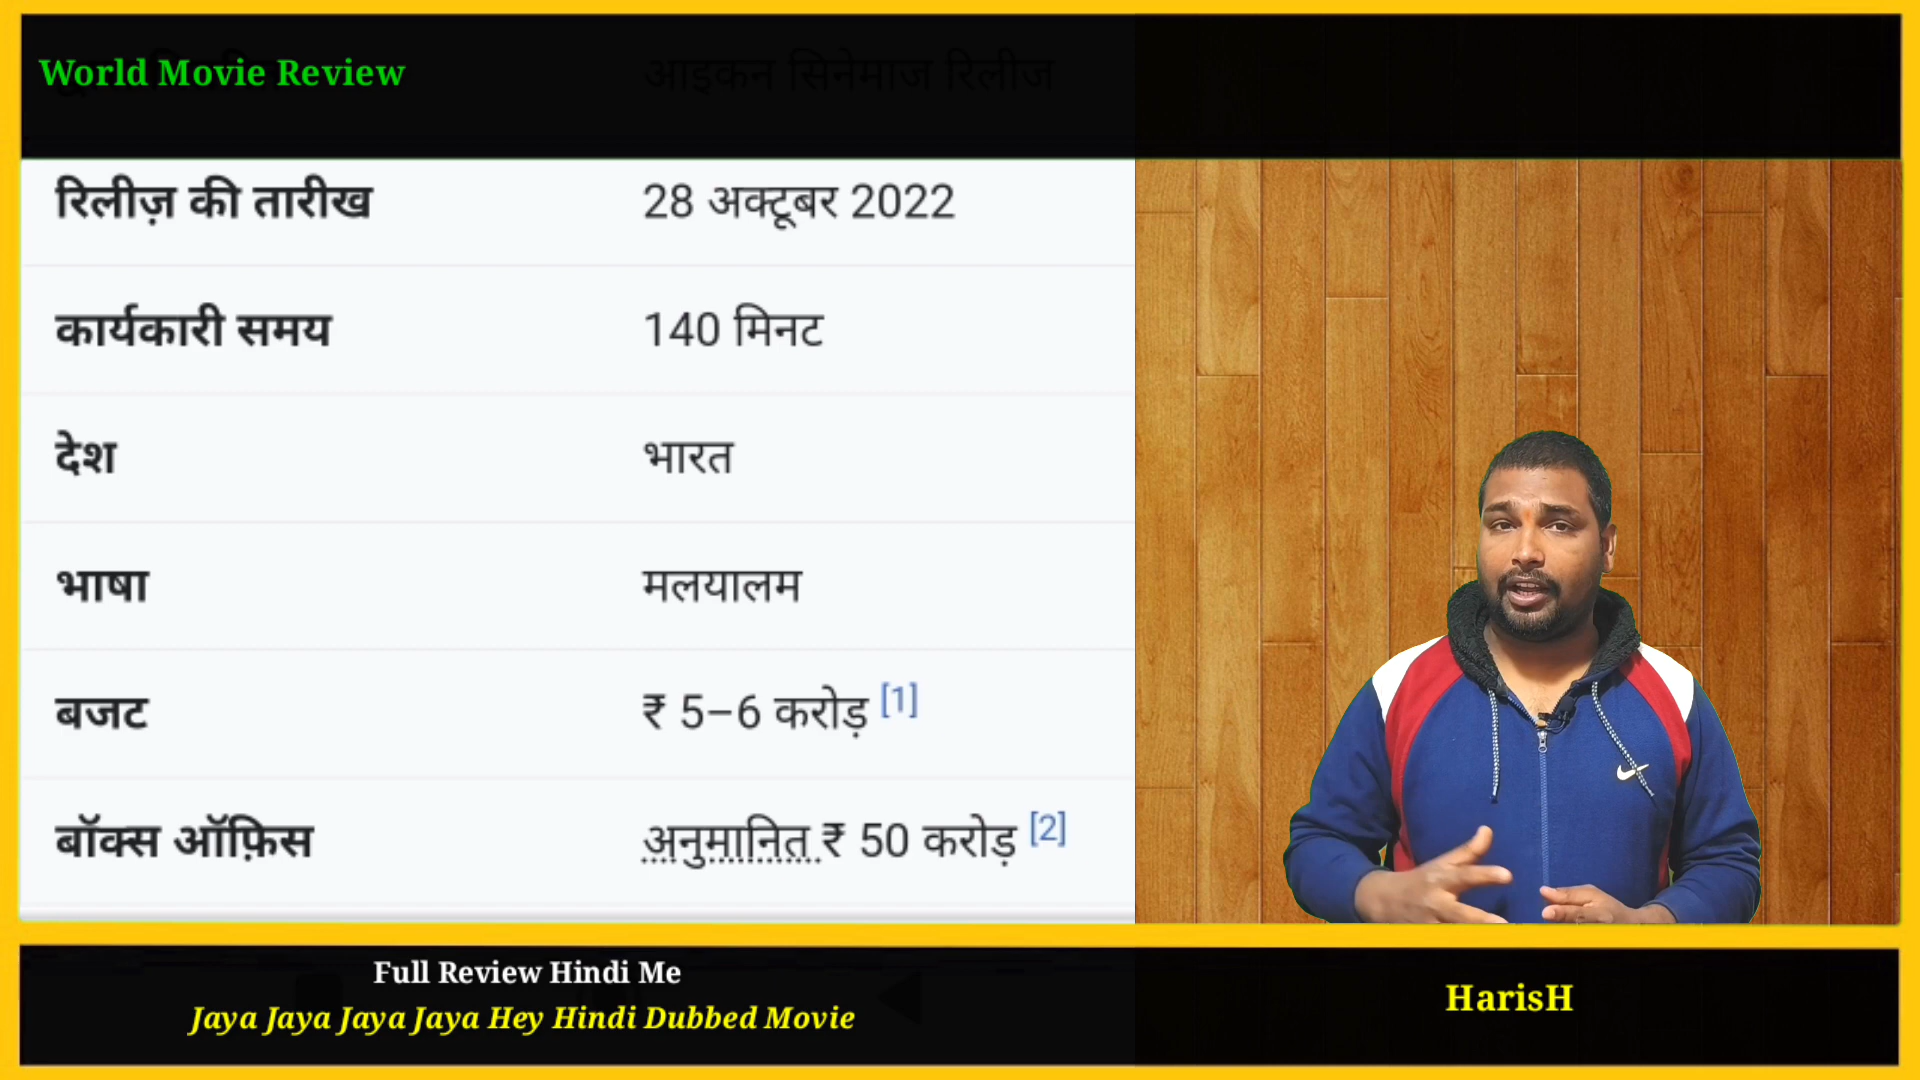 World Movie Review
आइकन सिनेमाज रिलीज
रिलीज़ की तारीख 28 अक्टूबर 2022
कार्यकारी समय 140 मिनट
देश भारत
भाषा मलयालम
बजट ₹ 5–6 करोड़ [1]
बॉक्स ऑफ़िस अनुमानित ₹ 50 करोड़ [2]
Full Review Hindi Me
Jaya Jaya Jaya Jaya Hey Hindi Dubbed Movie
HarisH